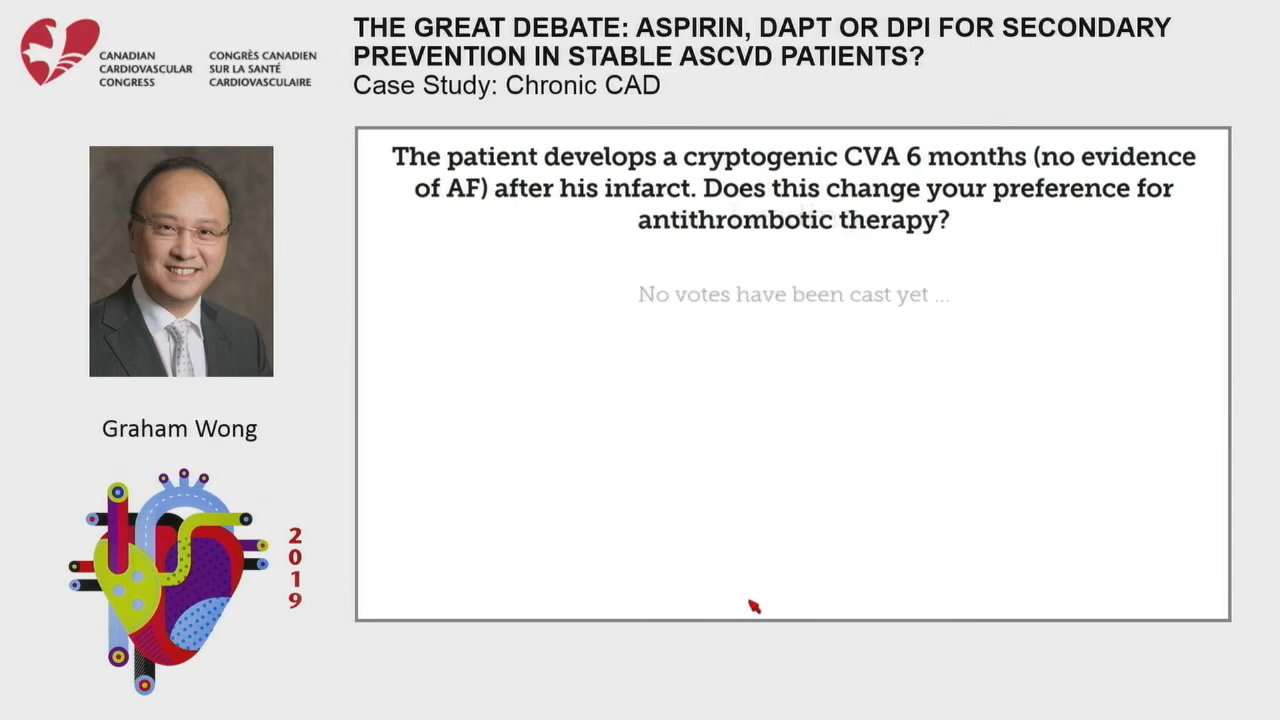 CANADIAN
CARDIOVASCULAR
CONGRESS
CONGRÈS CANADIEN
SUR LA SANTÉ
CARDIOVASCULAIRE
THE GREAT DEBATE: ASPIRIN, DAPT OR DPI FOR SECONDARY
PREVENTION IN STABLE ASCVD PATIENTS?
Case Study: Chronic CAD
The patient develops a cryptogenic CVA 6 months (no evidence
of AF) after his infarct. Does this change your preference for
antithrombotic therapy?
No votes have been cast yet ...
Graham Wong
2
0
1
9